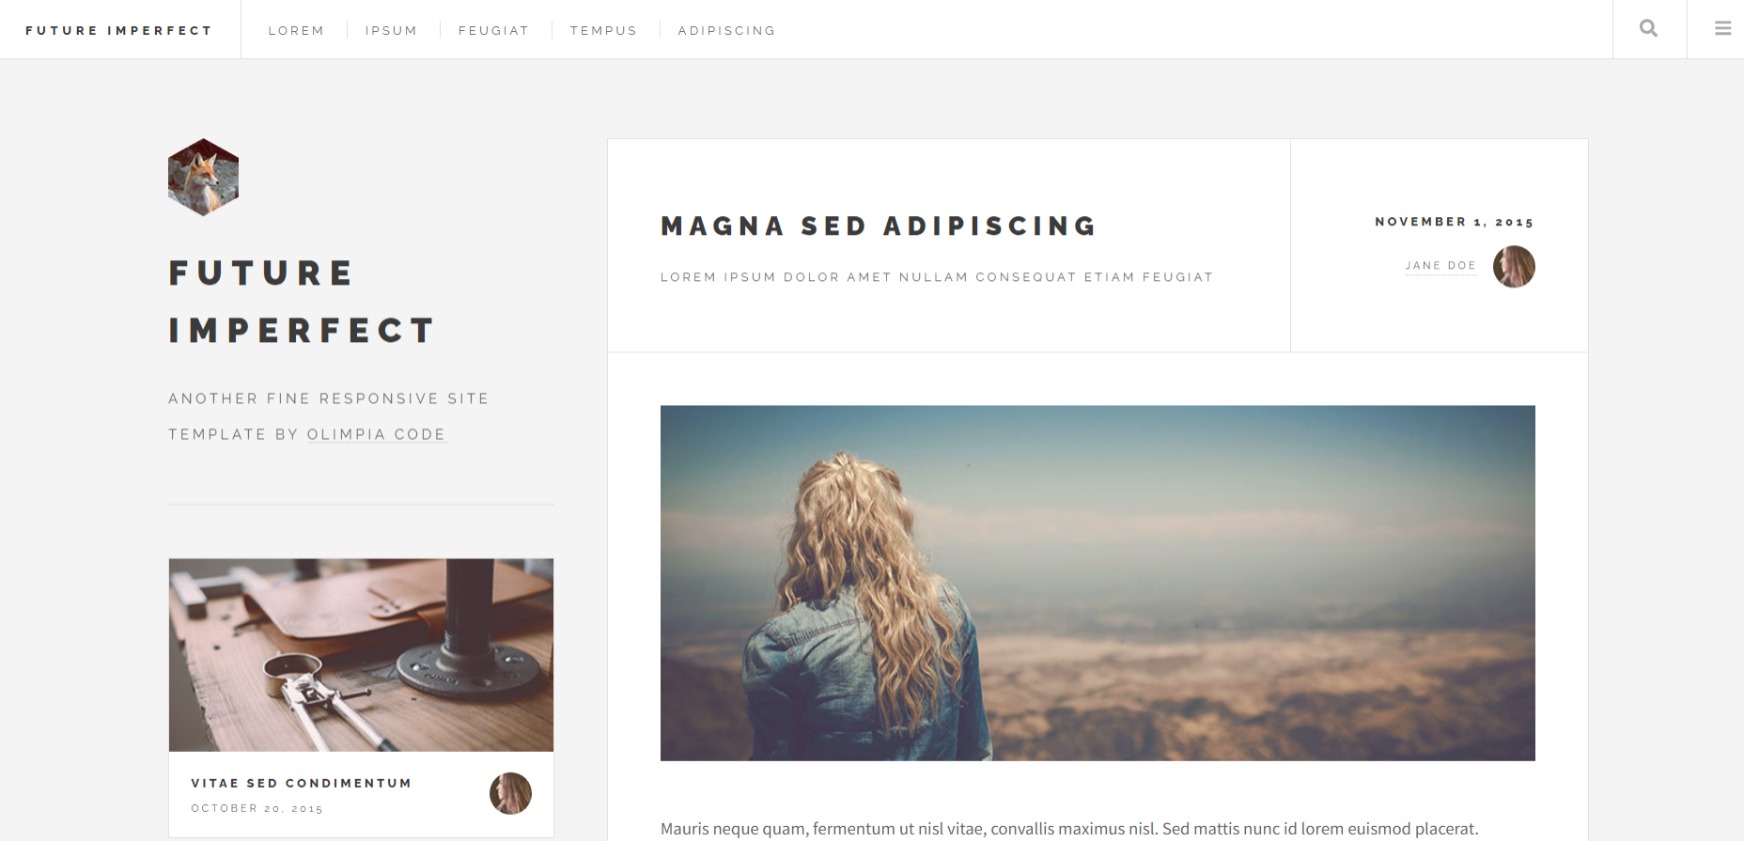 FUTURE IMPERFECT
LOREM
IPSUM
FEUGIAT
TEMPUS
ADIPISCING
FUTURE
IMPERFECT
ANOTHER FINE RESPONSIVE SITE
TEMPLATE BY OLIMPIA CODE
VITAE SED CONDIMENTUM
OCTOBER 20, 2015
MAGNA SED ADIPISCING
LOREM IPSUM DOLOR AMET NULLAM CONSEQUAT ETIAM FEUGIAT
NOVEMBER 1, 2015
JANE DOE
Mauris neque quam, fermentum ut nisl vitae, convallis maximus nisl. Sed mattis nunc id lorem euismod placerat.